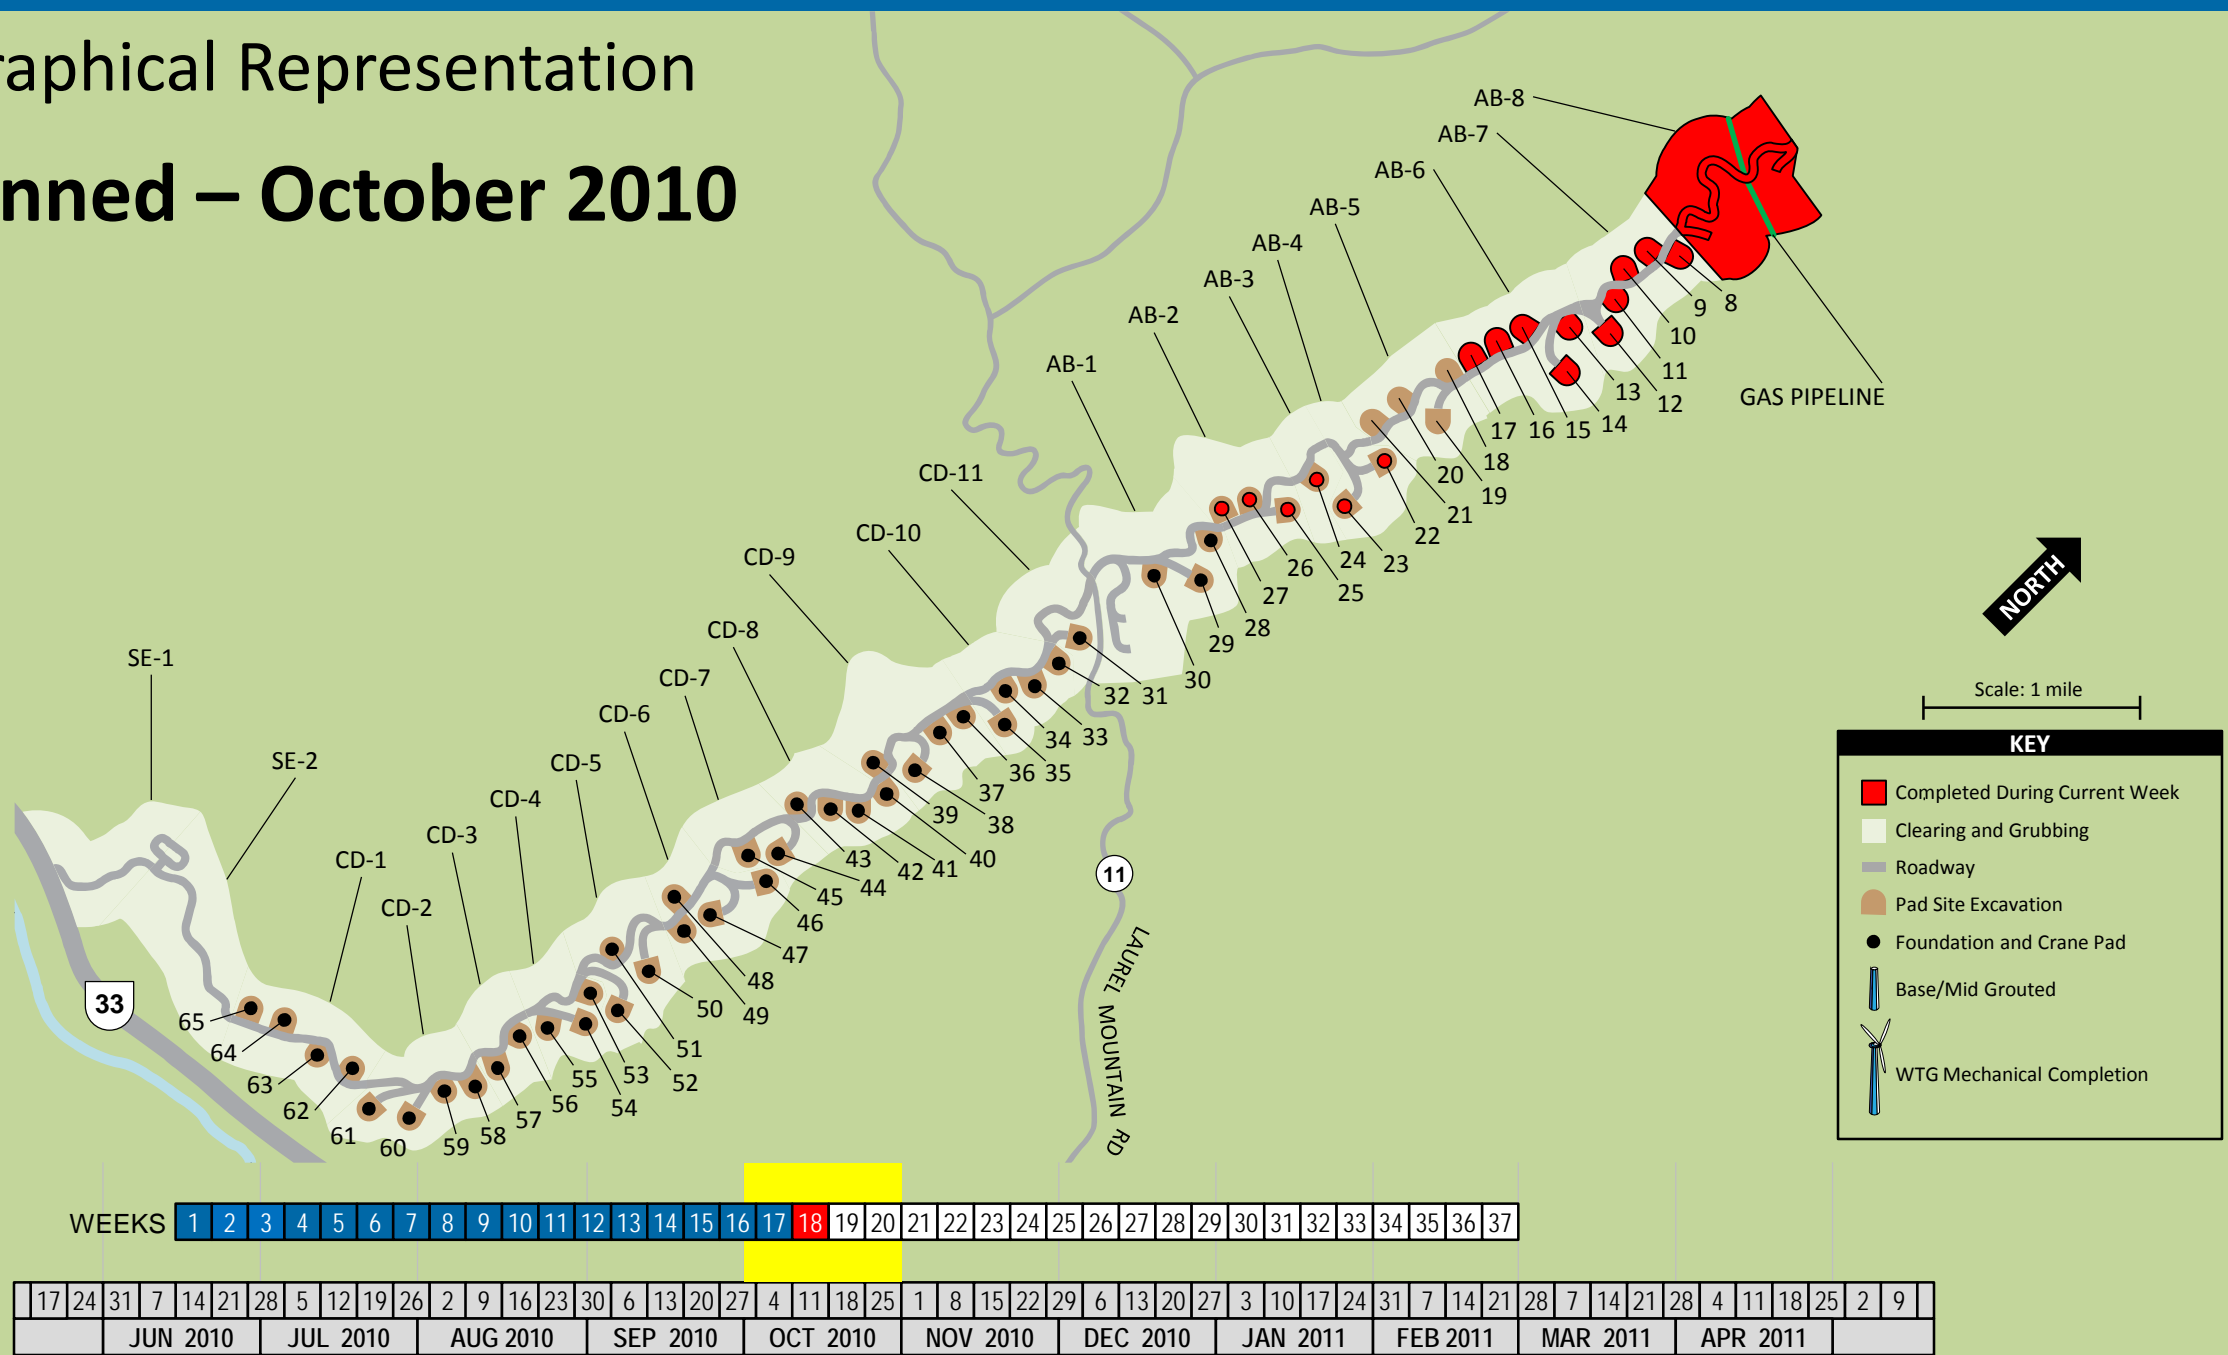 raphical Representation
nned – October 2010
AB-8
AB-7
AB-6
AB-5
AB-4
AB-3
AB-2
AB-1
CD-11
CD-10
CD-9
CD-8
CD-7
CD-6
CD-5
CD-4
CD-3
CD-2
CD-1
SE-2
SE-1
8
9
10
11
12
13
14
15
16
17
18
19
20
21
22
23
24
25
26
27
28
29
30
31
32
33
34
35
36
37
38
39
40
41
42
43
44
45
46
47
48
49
50
51
52
53
54
55
56
57
58
59
60
61
62
63
64
65
GAS PIPELINE
NORTH
Scale: 1 mile
KEY
Completed During Current Week
Clearing and Grubbing
Roadway
Pad Site Excavation
Foundation and Crane Pad
Base/Mid Grouted
WTG Mechanical Completion
33
11
LAUREL MOUNTAIN RD
WEEKS 1 2 3 4 5 6 7 8 9 10 11 12 13 14 15 16 17 18 19 20 21 22 23 24 25 26 27 28 29 30 31 32 33 34 35 36 37
17 24 31 7 14 21 28 5 12 19 26 2 9 16 23 30 6 13 20 27 4 11 18 25 1 8 15 22 29 6 13 20 27 3 10 17 24 31 7 14 21 28 7 14 21 28 4 11 18 25 2 9
JUN 2010 JUL 2010 AUG 2010 SEP 2010 OCT 2010 NOV 2010 DEC 2010 JAN 2011 FEB 2011 MAR 2011 APR 2011